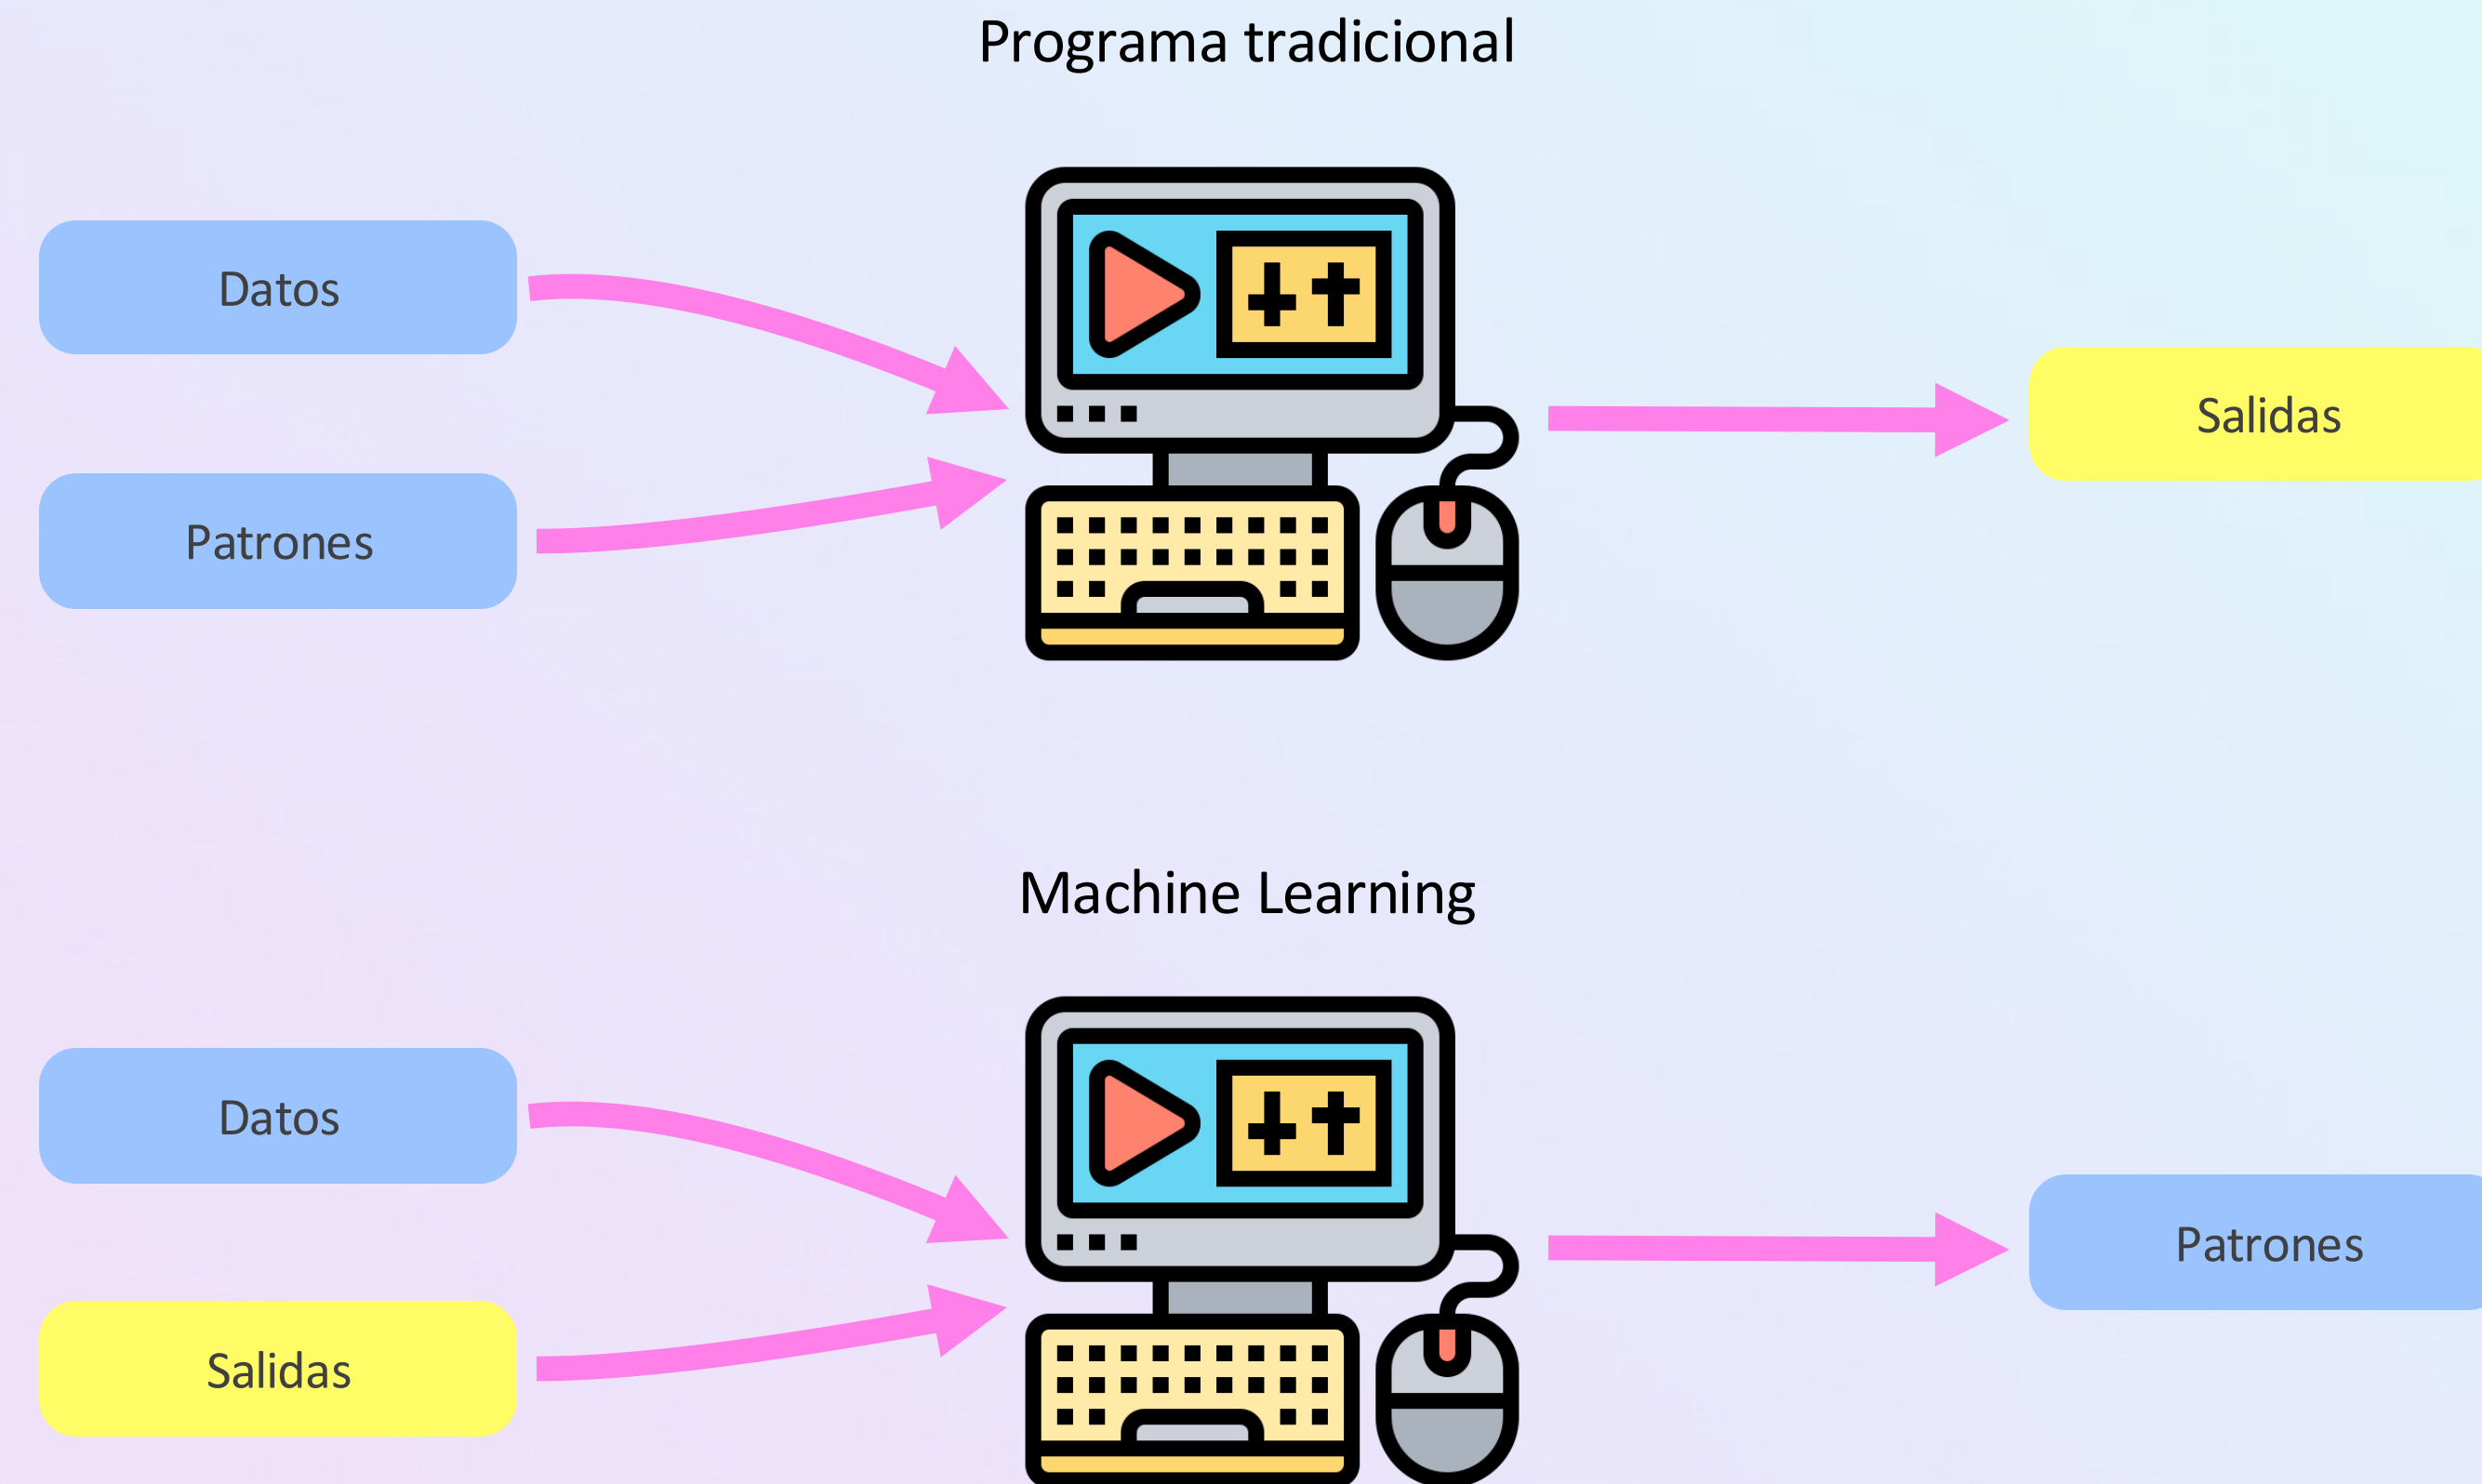 Programa tradicional
Datos
Patrones
Salidas
Machine Learning
Datos
Salidas
Patrones